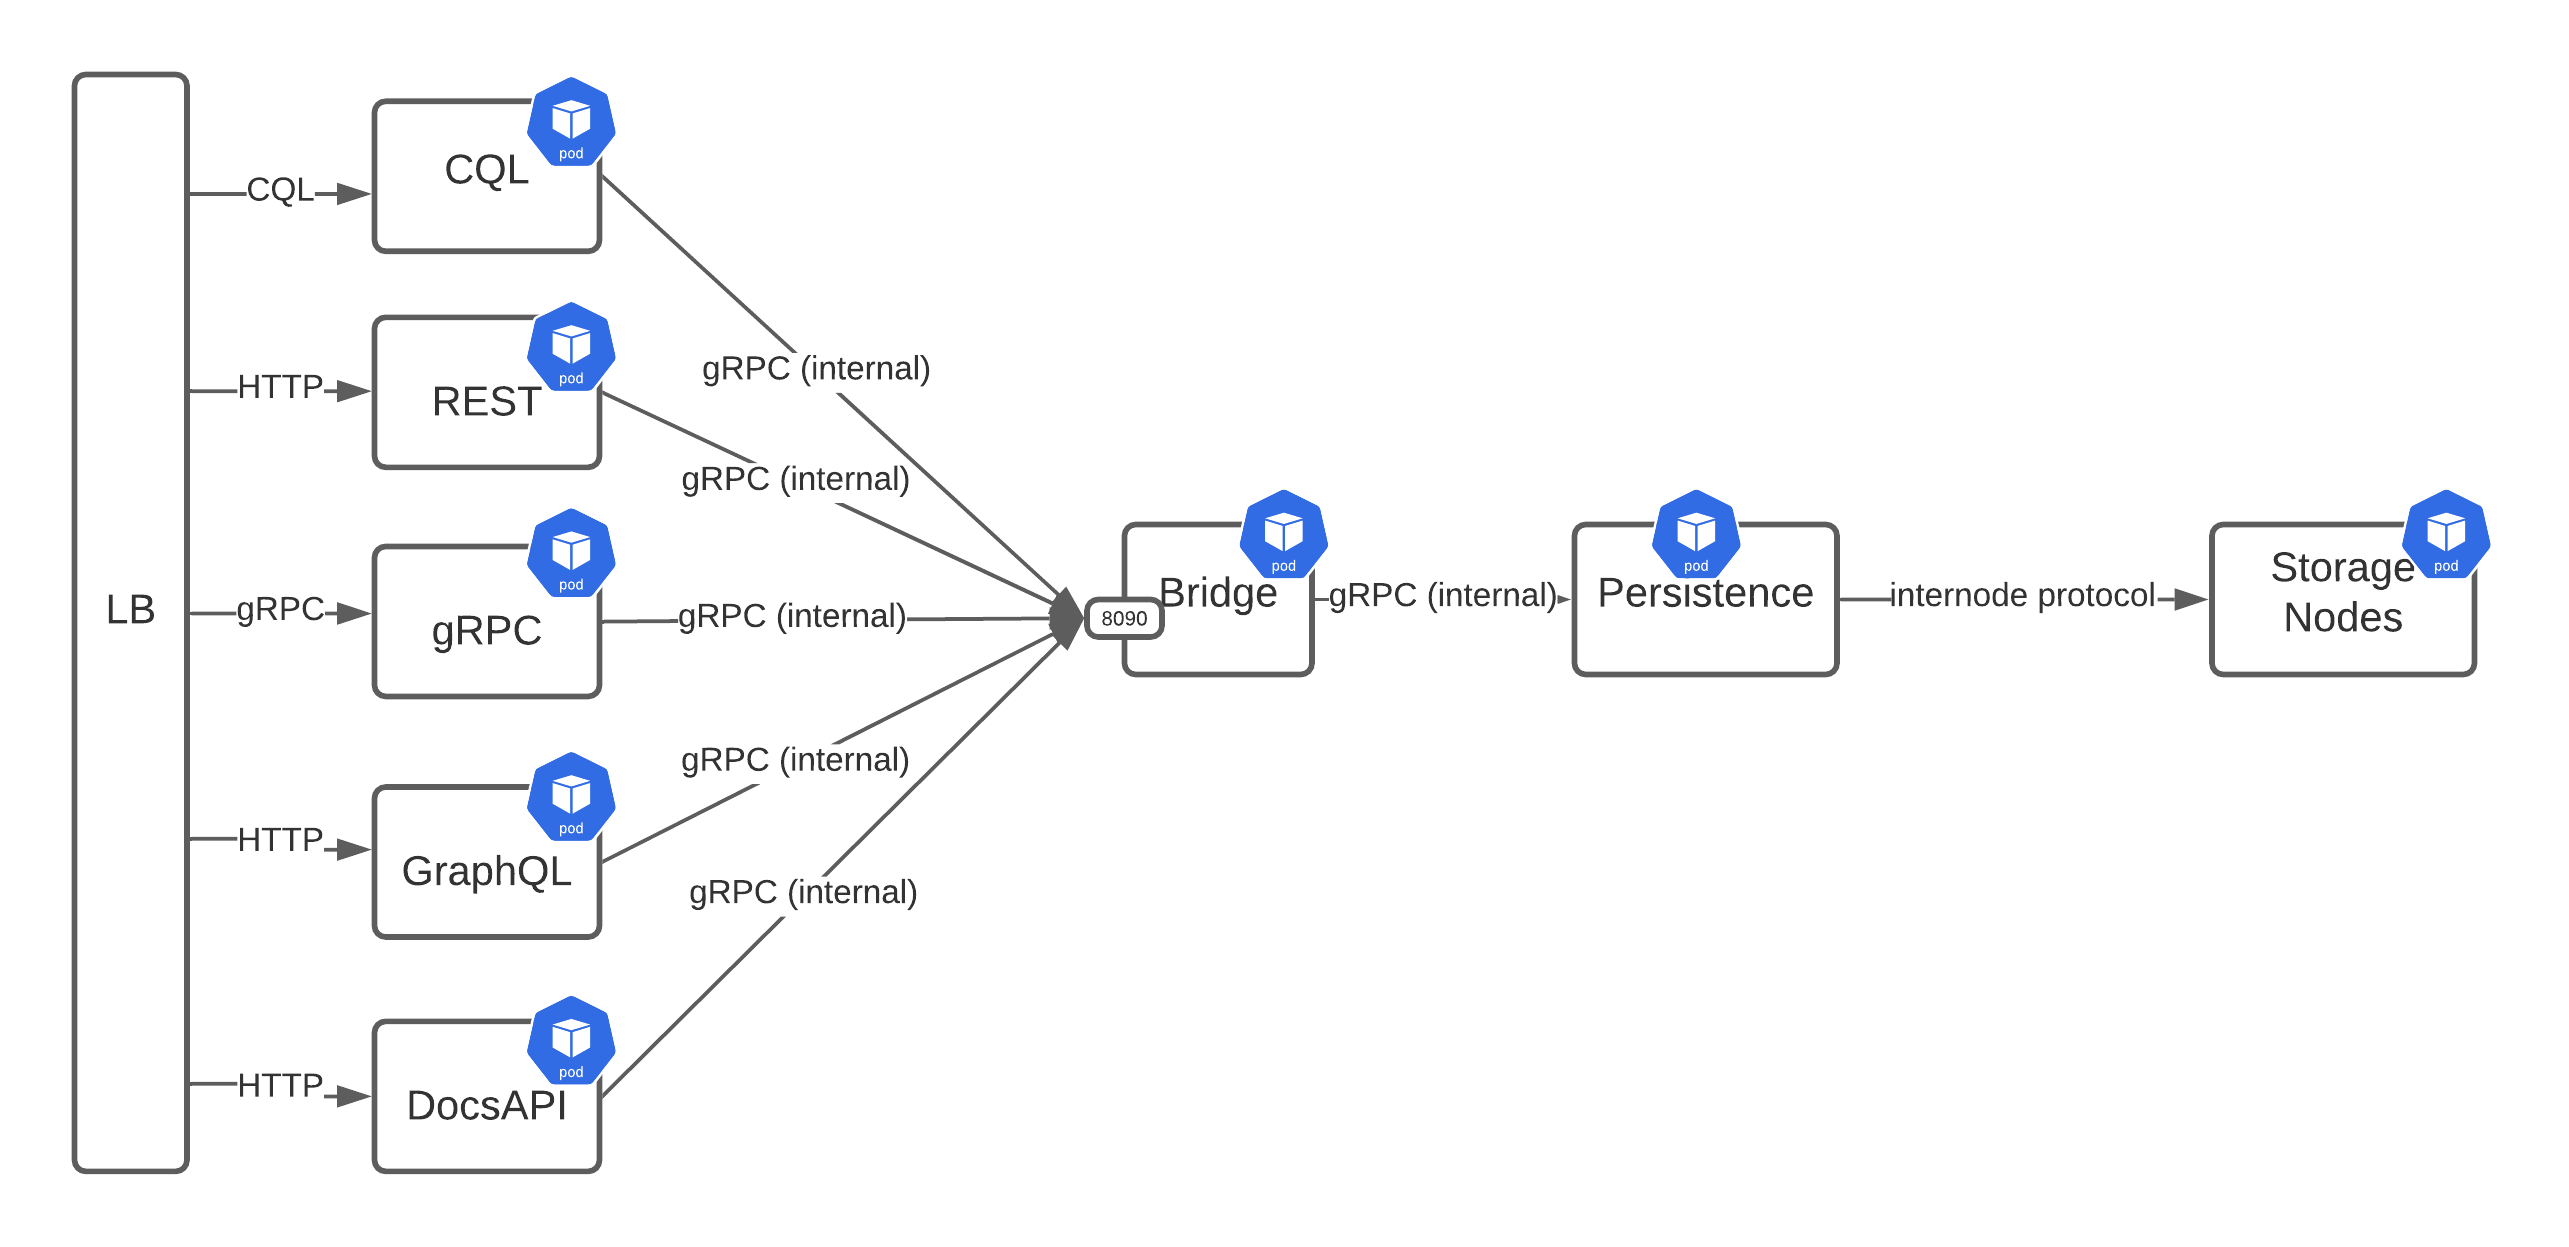 LB
CQL
HTTP
gRPC
HTTP
HTTP
pod
CQL
pod
REST
pod
gRPC
pod
GraphQL
pod
DocsAPI
gRPC (internal)
gRPC (internal)
gRPC (internal)
gRPC (internal)
gRPC (internal)
8090
pod
Bridge
gRPC (internal)
pod
Persistence
internode protocol
pod
Storage
Nodes